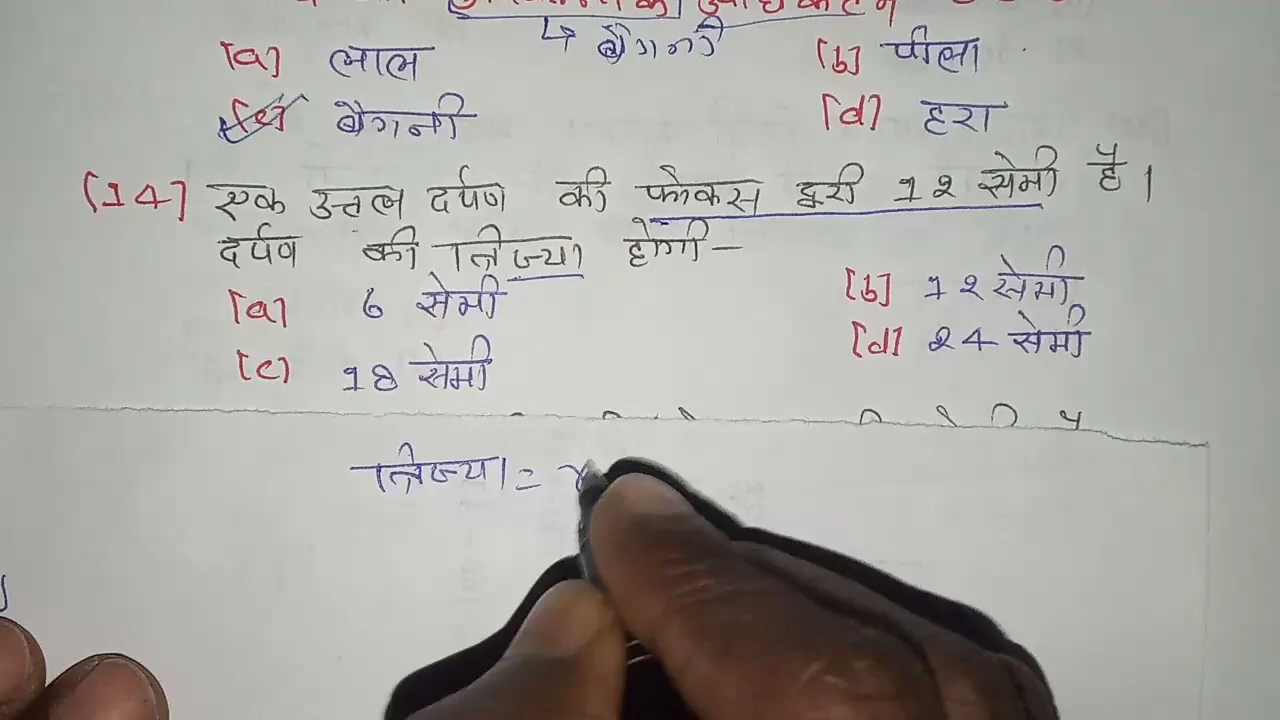 ↳ बैगनी
[a] लाल [b] पीला
[c] बैगनी [d] हरा
[14] एक उत्तल दर्पण की फोकस दूरी 12 सेमी है।
दर्पण की त्रिज्या होगी-
[a] 6 सेमी [b] 12 सेमी
[c] 18 सेमी [d] 24 सेमी
त्रिज्या =